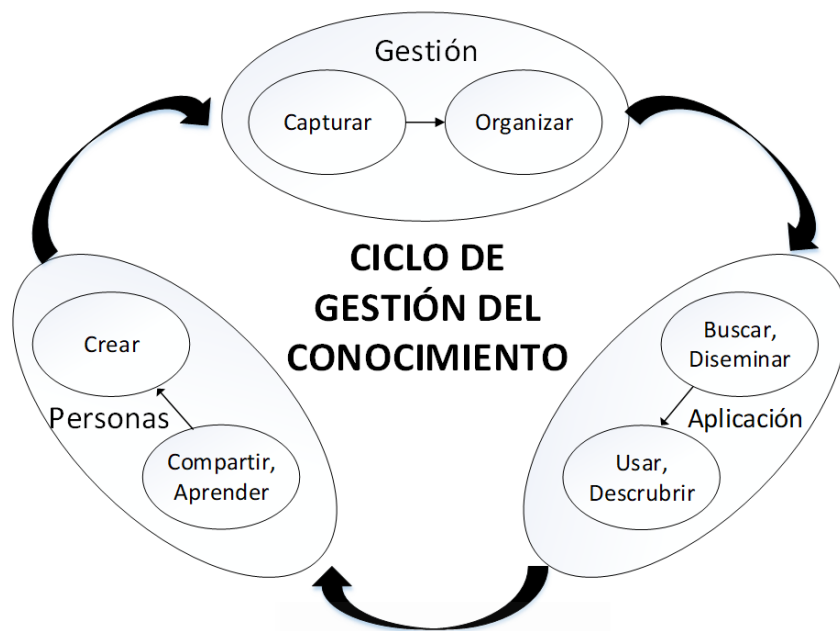 Gestión
Capturar
Organizar
CICLO DE
GESTIÓN DEL
CONOCIMIENTO
Buscar,
Diseminar
Aplicación
Usar,
Descrubrir
Compartir,
Aprender
Personas
Crear